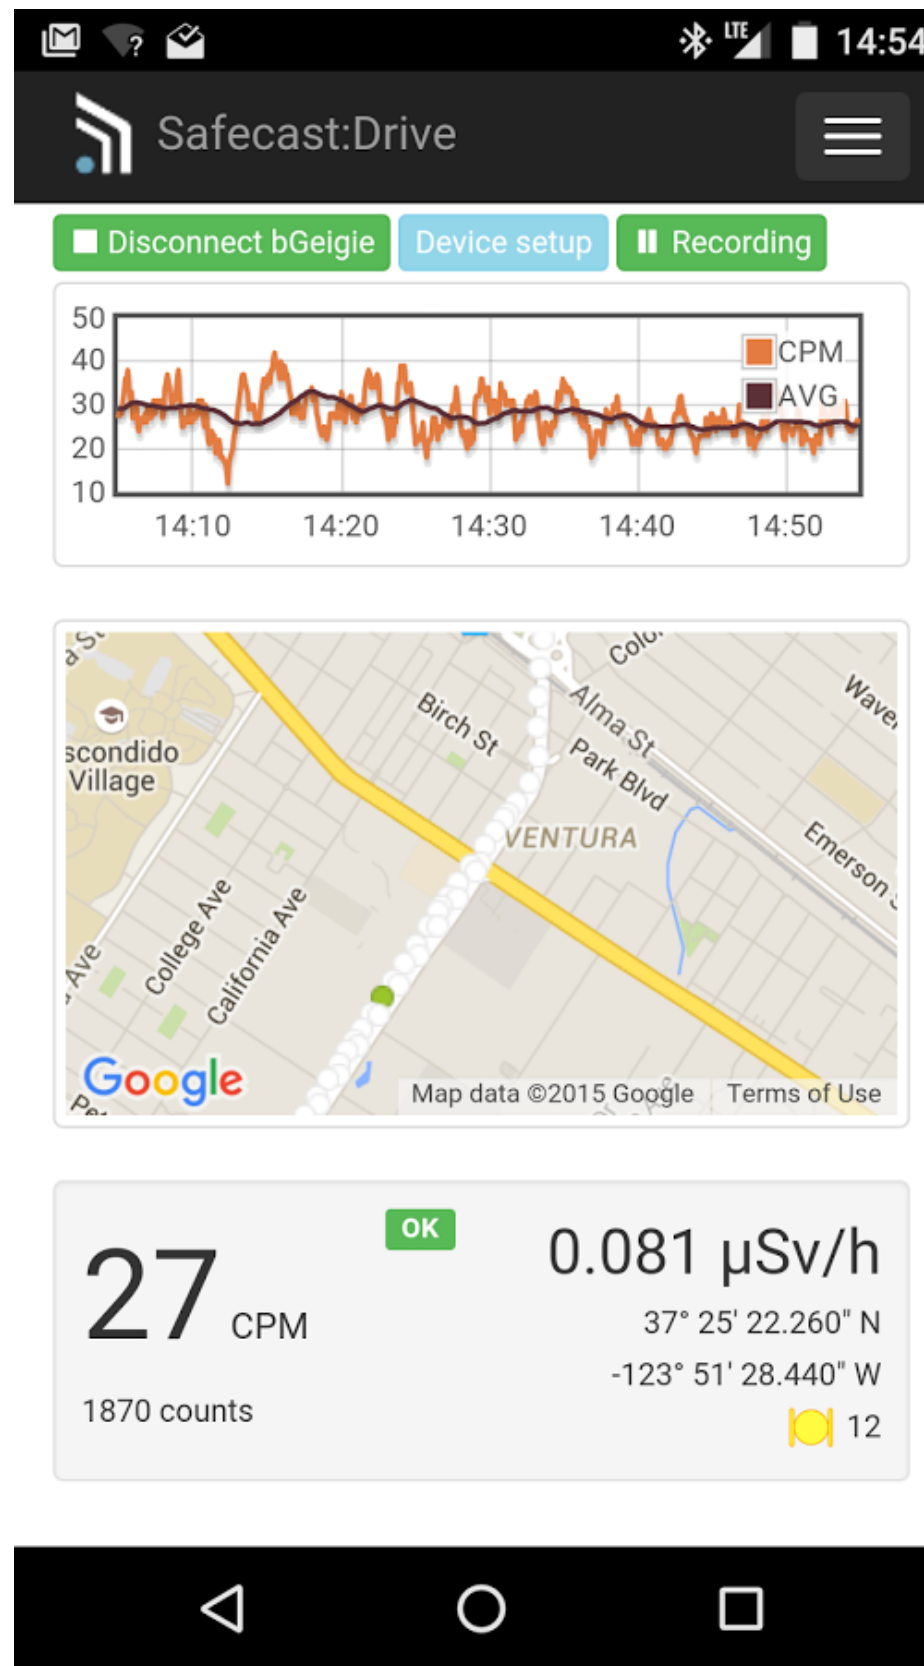 14:54
Safecast:Drive
Disconnect bGeigie Device setup Recording
50
40
30
20
10
CPM
AVG
14:10 14:20 14:30 14:40 14:50
Birch St
Alma St
Park Blvd
scondido
Village
VENTURA
College Ave
California Ave
Ave
Emerson
Google
Map data ©2015 Google Terms of Use
OK
27 CPM
1870 counts
0.081 µSv/h
37° 25' 22.260" N
-123° 51' 28.440" W
12